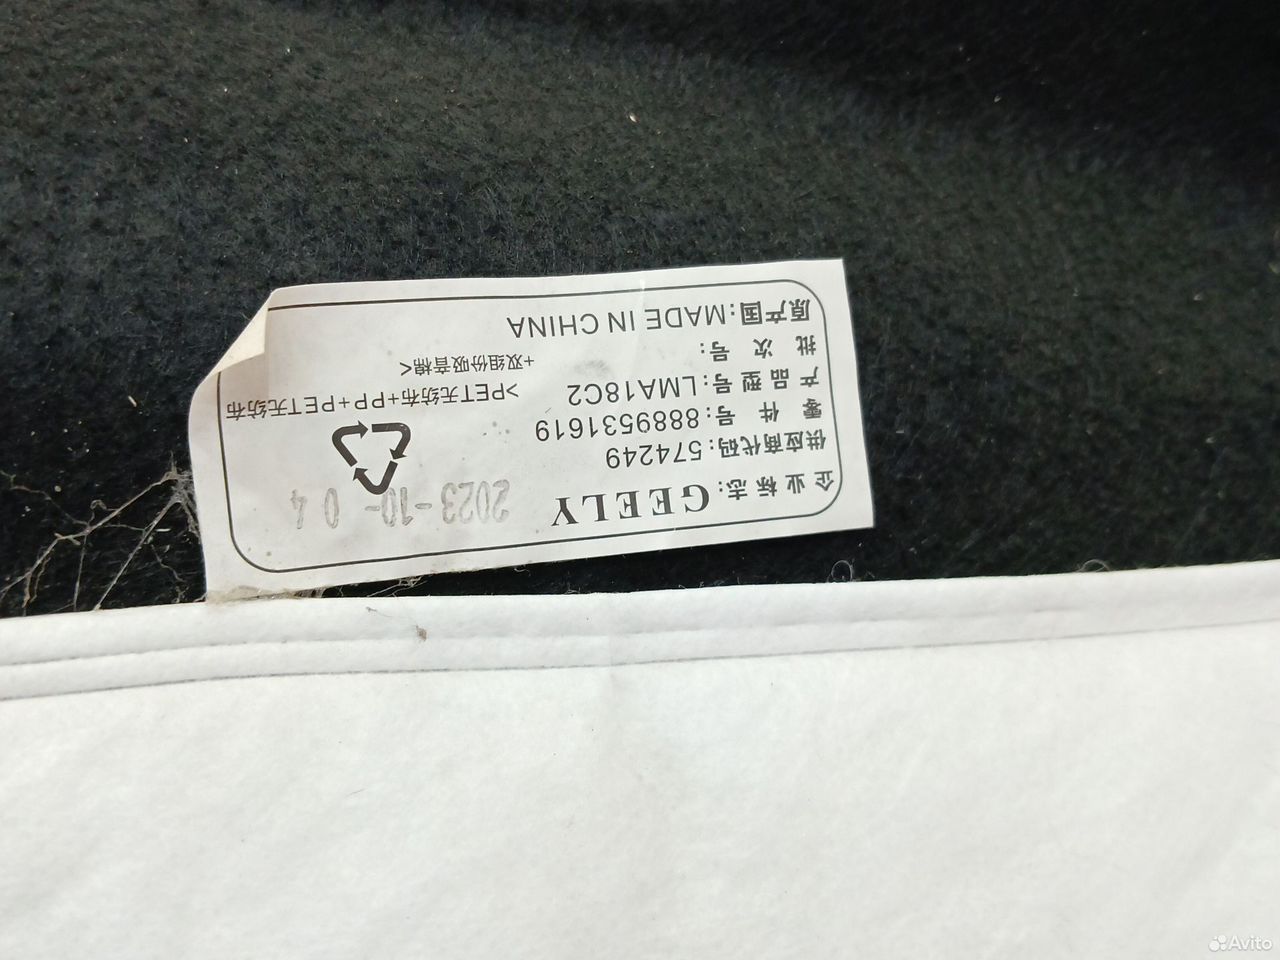 企业标志:GEELY
供应商代码:574249
零件号:8889531619
产品型号:LMA18C2
批次号:
原产国:MADE IN CHINA
2023-10-04
>PET无纺布+PP+PET无纺布
+双组份吸音棉<
Avito